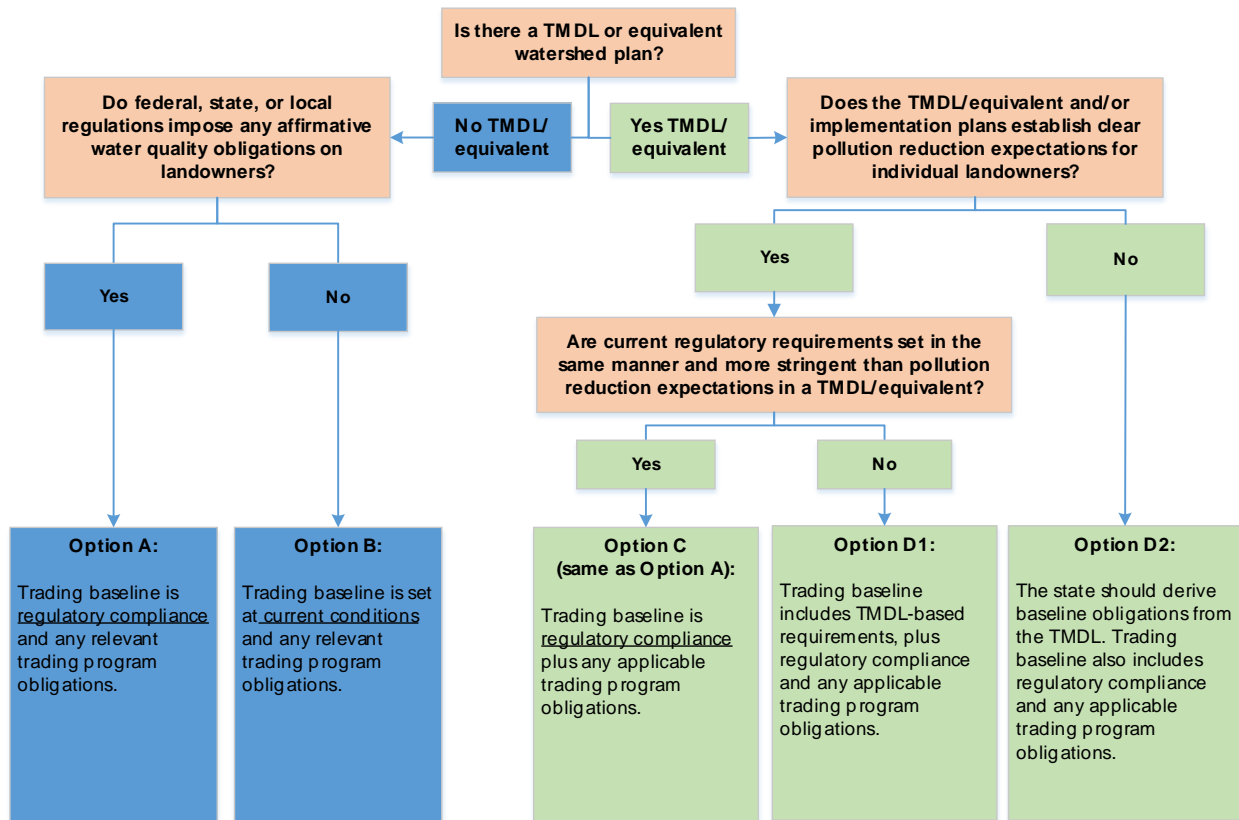 Is there a TMDL or equivalent
watershed plan?
Do federal, state, or local
regulations impose any affirmative
water quality obligations on
landowners?
No TMDL/
equivalent
Yes TMDL/
equivalent
Does the TMDL/equivalent and/or
implementation plans establish clear
pollution reduction expectations for
individual landowners?
Yes
No
Yes
No
Are current regulatory requirements set in the
same manner and more stringent than pollution
reduction expectations in a TMDL/equivalent?
Yes
No
Option A:
Trading baseline is
regulatory compliance
and any relevant
trading program
obligations.
Option B:
Trading baseline is set
at current conditions
and any relevant
trading program
obligations.
Option C
(same as Option A):
Trading baseline is
regulatory compliance
plus any applicable
trading program
obligations.
Option D1:
Trading baseline
includes TMDL-based
requirements, plus
regulatory compliance
and any applicable
trading program
obligations.
Option D2:
The state should derive
baseline obligations from
the TMDL. Trading
baseline also includes
regulatory compliance
and any applicable
trading program
obligations.